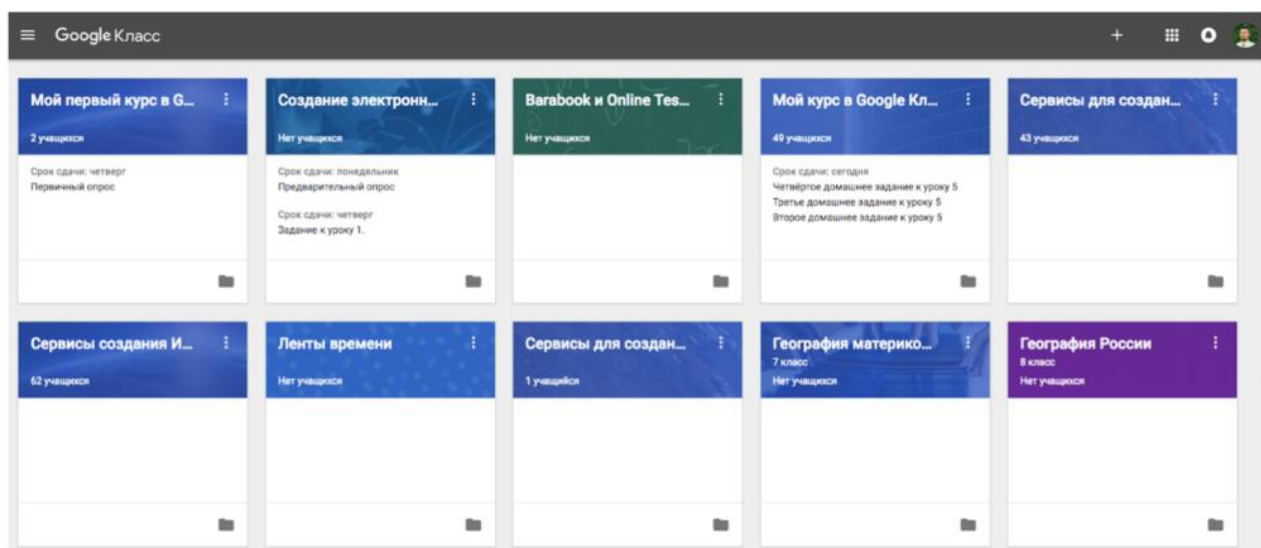 Google Класс
Мой первый курс в G...
2 учащихся
Срок сдачи: четверг
Первичный опрос
Создание электронн...
Нет учащихся
Срок сдачи: понедельник
Предварительный опрос
Срок сдачи: четверг
Задание к уроку 1.
Barabook и Online Tes...
Нет учащихся
Мой курс в Google Кл...
49 учащихся
Срок сдачи: сегодня
Четвёртое домашнее задание к уроку 5
Третье домашнее задание к уроку 5
Второе домашнее задание к уроку 5
Сервисы для создан...
43 учащихся
Сервисы создания И...
62 учащихся
Ленты времени
Нет учащихся
Сервисы для создан...
1 учащийся
География материко...
7 класс
Нет учащихся
География России
8 класс
Нет учащихся